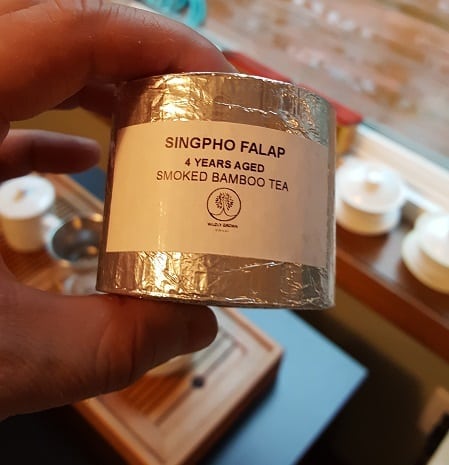 SINGPHO FALAP
4 YEARS AGED
SMOKED BAMBOO TEA
WILDLY GROWN